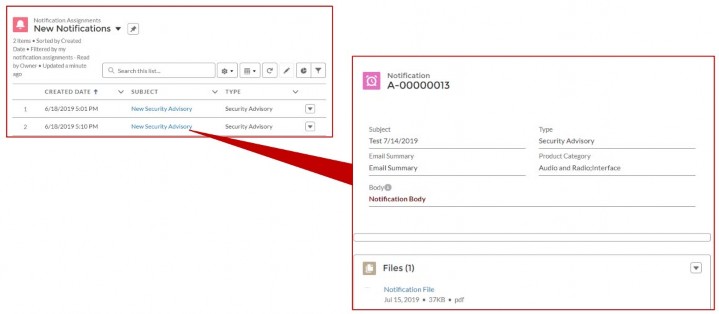 Notification Assignments
New Notifications
2 items • Sorted by Created
Date • Filtered by my
notification assignments - Read
by Owner • Updated a minute
ago
Search this list...
CREATED DATE ↑ SUBJECT TYPE
1 6/18/2019 5:01 PM New Security Advisory Security Advisory
2 6/18/2019 5:10 PM New Security Advisory Security Advisory
Notification
A-00000013
Subject Type
Test 7/14/2019 Security Advisory
Email Summary Product Category
Email Summary Audio and Radio;Interface
Body
Notification Body
Files (1)
Notification File
Jul 15, 2019 • 37KB • pdf